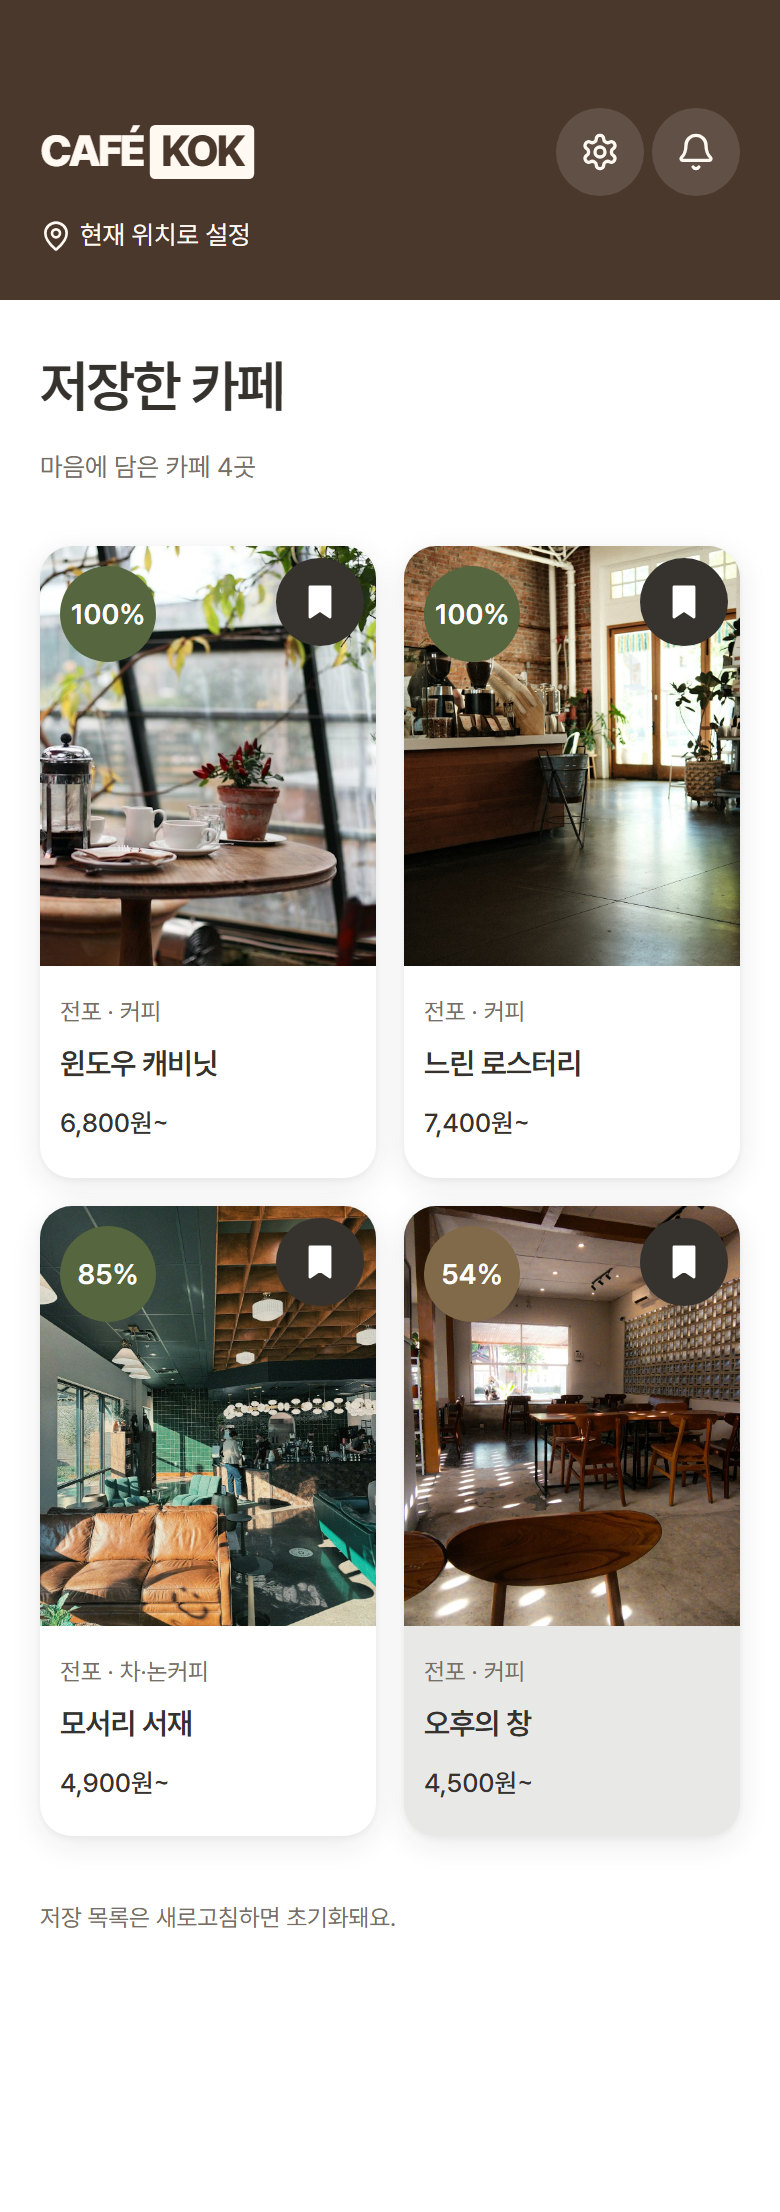 CAFÉ KOK
현재 위치로 설정
저장한 카페
마음에 담은 카페 4곳
100%
100%
전포 · 커피
윈도우 캐비닛
6,800원~
전포 · 커피
느린 로스터리
7,400원~
85%
54%
전포 · 차·논커피
모서리 서재
4,900원~
전포 · 커피
오후의 창
4,500원~
저장 목록은 새로고침하면 초기화돼요.